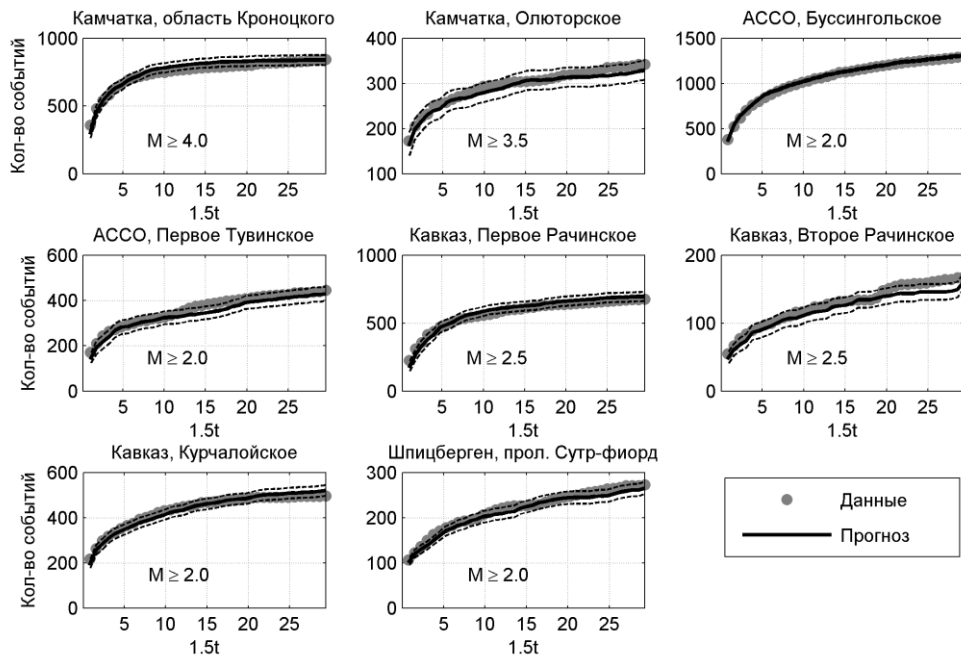 Камчатка, область Кроноцкого
Камчатка, Олюторское
АССО, Буссингольское
Кол-во событий
1000
500
0
M ≥ 4.0
5 10 15 20 25
1.5t
400
300
200
100
M ≥ 3.5
5 10 15 20 25
1.5t
1500
1000
500
0
M ≥ 2.0
5 10 15 20 25
1.5t
АССО, Первое Тувинское
Кавказ, Первое Рачинское
Кавказ, Второе Рачинское
Кол-во событий
600
400
200
0
M ≥ 2.0
5 10 15 20 25
1.5t
1000
500
0
M ≥ 2.5
5 10 15 20 25
1.5t
200
100
0
M ≥ 2.5
5 10 15 20 25
1.5t
Кавказ, Курчалойское
Шпицберген, прол. Сутр-фиорд
Кол-во событий
600
400
200
0
M ≥ 2.0
5 10 15 20 25
1.5t
300
200
100
0
M ≥ 2.0
5 10 15 20 25
1.5t
Данные
Прогноз